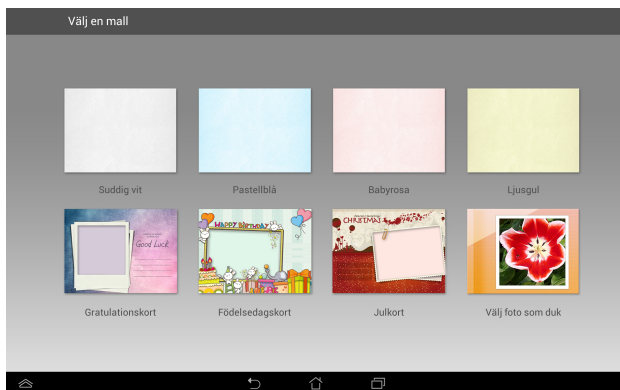 Välj en mall
Suddig vit
Pastellblå
Babyrosa
Ljusgul
Good Luck
HAPPY BIRTHDAY
CHRISTMAS
Gratulationskort
Födelsedagskort
Julkort
Välj foto som duk